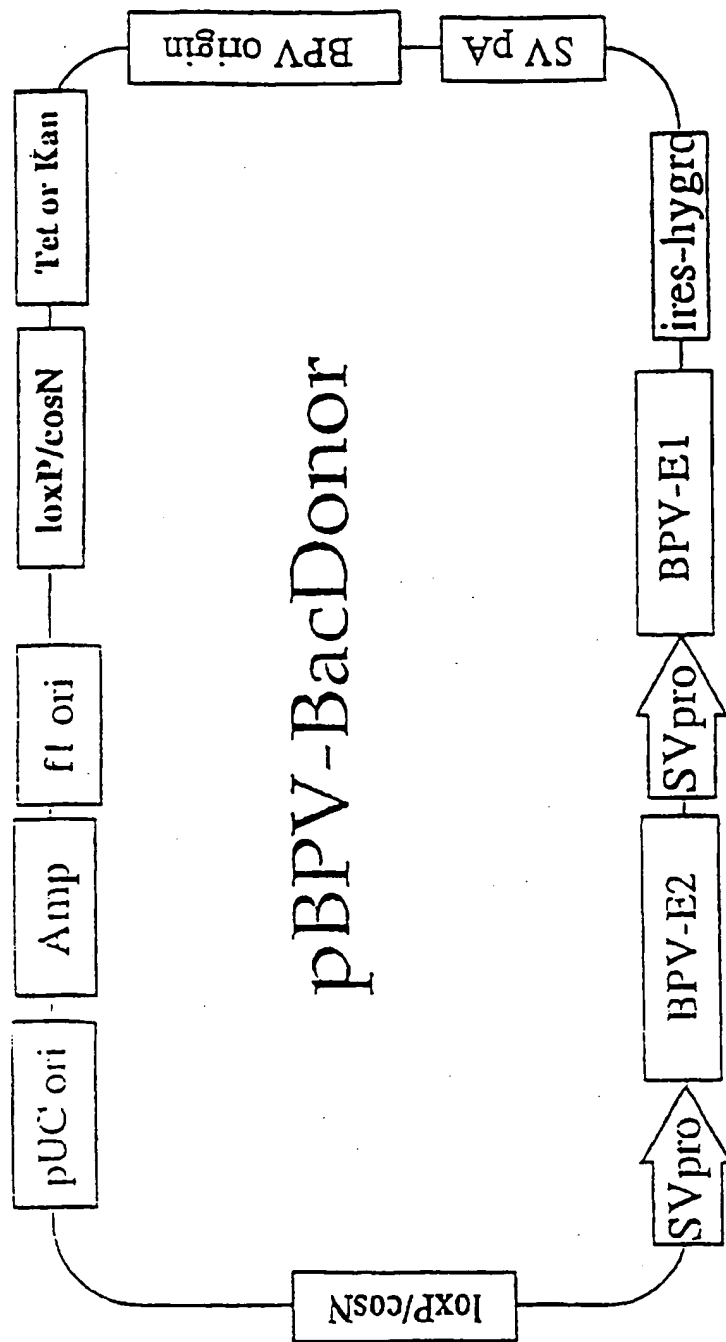 pUC ori
Amp
f1 ori
loxP/cosN
Tet or Kan
BPV origin
SV pA
pBPV-BacDonor
loxP/cosN
SVpro
BPV-E2
SVpro
BPV-E1
ires-hygro